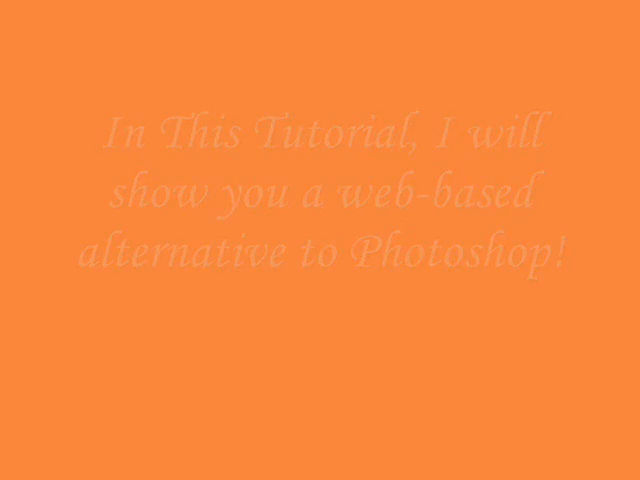 In This Tutorial, I will
show you a web-based
alternative to Photoshop!